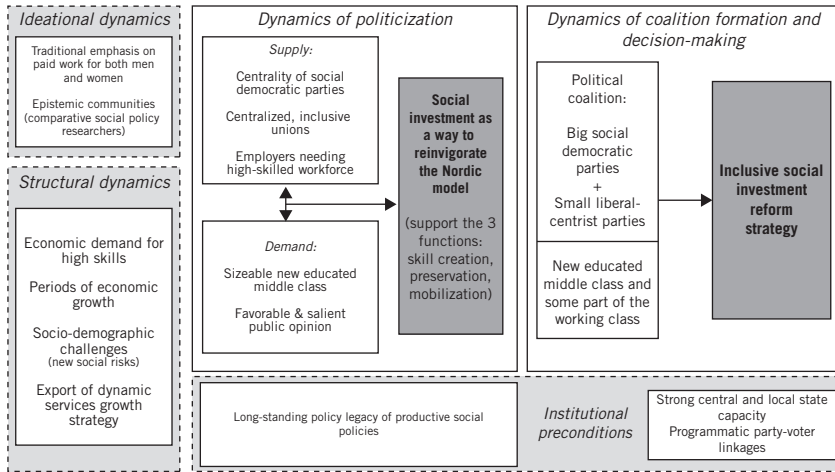 Ideational dynamics
Traditional emphasis on
paid work for both men
and women
Epistemic communities
(comparative social policy
researchers)
Structural dynamics
Economic demand for
high skills
Periods of economic
growth
Socio-demographic
challenges
(new social risks)
Export of dynamic
services growth
strategy
Dynamics of politicization
Supply:
Centrality of social
democratic parties
Centralized, inclusive
unions
Employers needing
high-skilled workforce
Demand:
Sizeable new educated
middle class
Favorable & salient
public opinion
Social
investment as
a way to
reinvigorate
the Nordic
model
(support the 3
functions:
skill creation,
preservation,
mobilization)
Dynamics of coalition formation and
decision-making
Political
coalition:
Big social
democratic
parties
+
Small liberal-
centrist parties
New educated
middle class and
some part of the
working class
Inclusive social
investment
reform
strategy
Long-standing policy legacy of productive social
policies
Institutional
preconditions
Strong central and local state
capacity
Programmatic party-voter
linkages